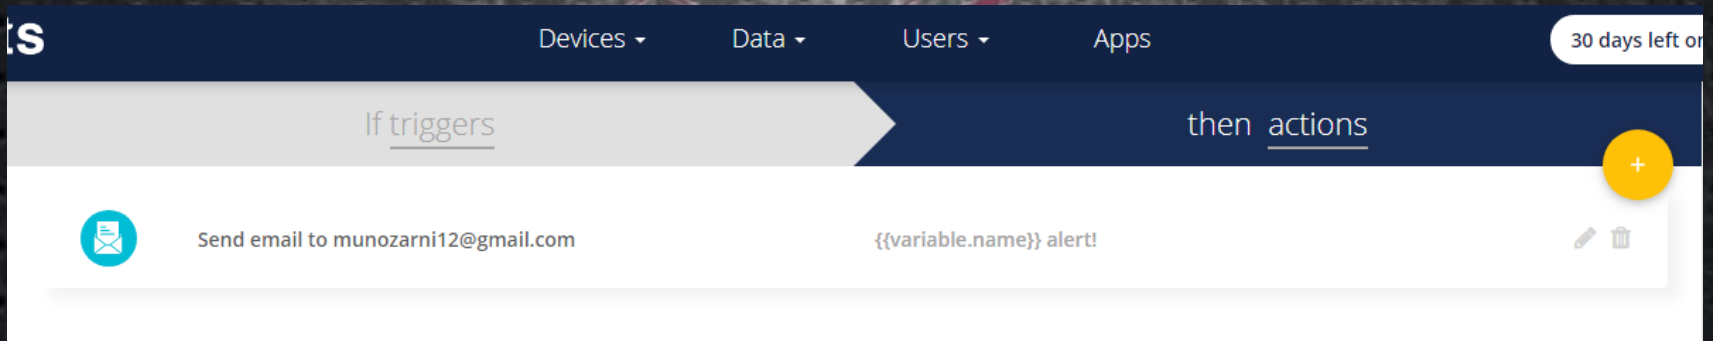 ts
Devices Data Users Apps
30 days left or
If triggers
then actions
+
Send email to munozarni12@gmail.com
{{variable.name}} alert!